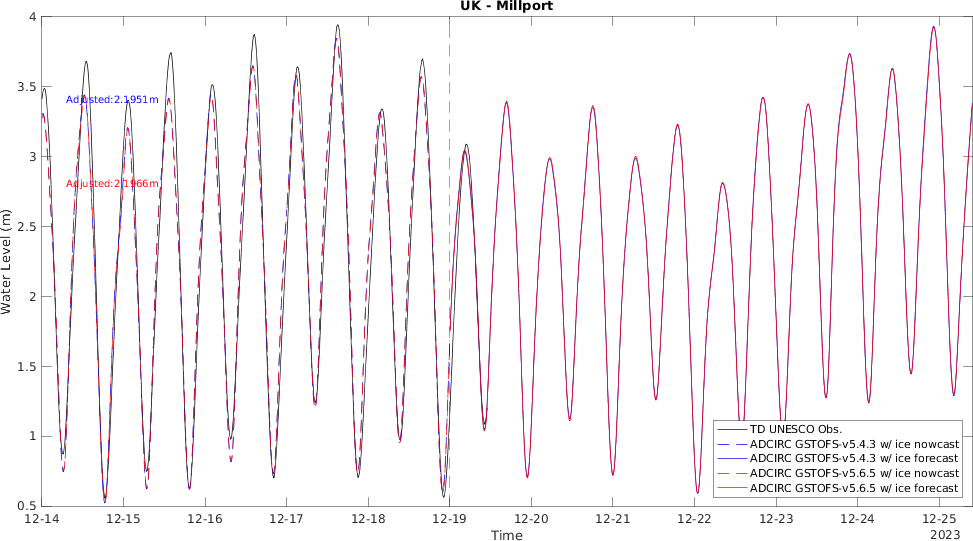 UK - Millport
4
3.5
3
2.5
2
1.5
1
0.5
Water Level (m)
Adjusted:2.1951m
Adjusted:2.1966m
TD UNESCO Obs.
ADCIRC GSTOFS-v5.4.3 w/ ice nowcast
ADCIRC GSTOFS-v5.4.3 w/ ice forecast
ADCIRC GSTOFS-v5.6.5 w/ ice nowcast
ADCIRC GSTOFS-v5.6.5 w/ ice forecast
12-14 12-15 12-16 12-17 12-18 12-19 12-20 12-21 12-22 12-23 12-24 12-25
Time
2023